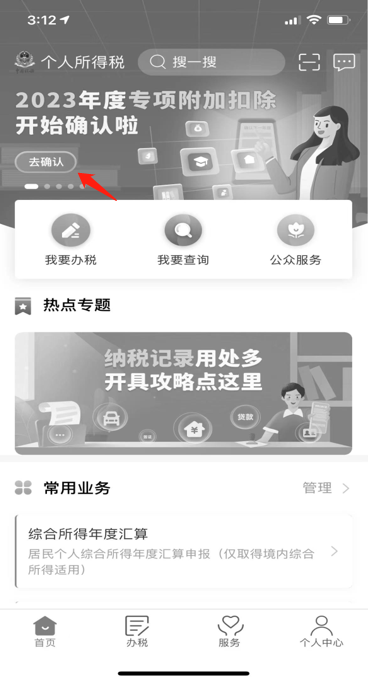 3:12
个人所得税
搜一搜
2023年度专项附加扣除
开始确认啦
去确认
我要办税
我要查询
公众服务
热点专题
纳税记录用处多
开具攻略点这里
贷款
常用业务
管理
综合所得年度汇算
居民个人综合所得年度汇算申报（仅取得境内综合
所得适用）
首页
办税
服务
个人中心